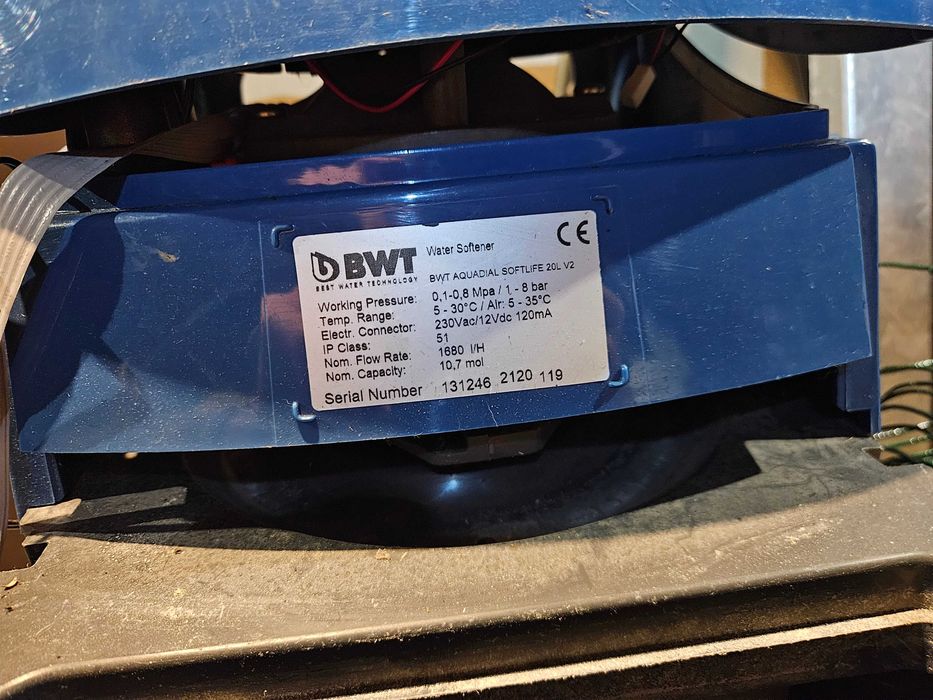 BWT
BEST WATER TECHNOLOGY
Water Softener
CE
BWT AQUADIAL SOFTLIFE 20L V2
Working Pressure: 0,1-0,8 Mpa / 1 - 8 bar
Temp. Range: 5 - 30°C / Air: 5 - 35°C
Electr. Connector: 230Vac/12Vdc 120mA
IP Class: 51
Nom. Flow Rate: 1680 l/H
Nom. Capacity: 10,7 mol
Serial Number 131246 2120 119